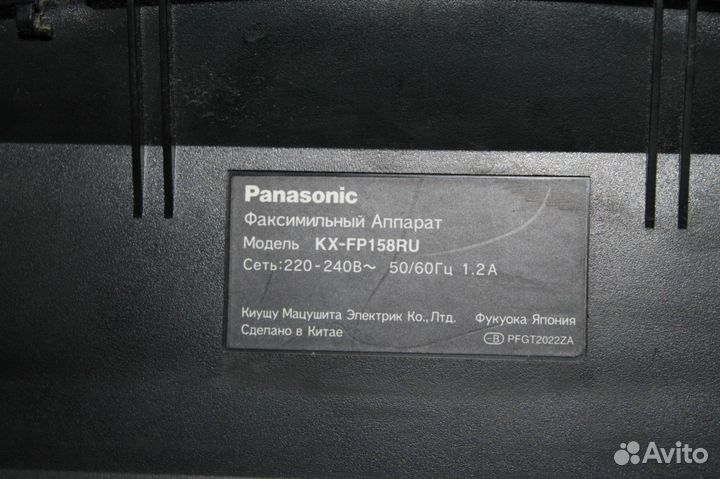 Panasonic
Факсимильный Аппарат
Модель KX-FP158RU
Сеть:220-240В~ 50/60Гц 1.2А
Киущу Мацушита Электрик Ко., Лтд. Фукуока Япония
Сделано в Китае
B PFGT2022ZA
Avito